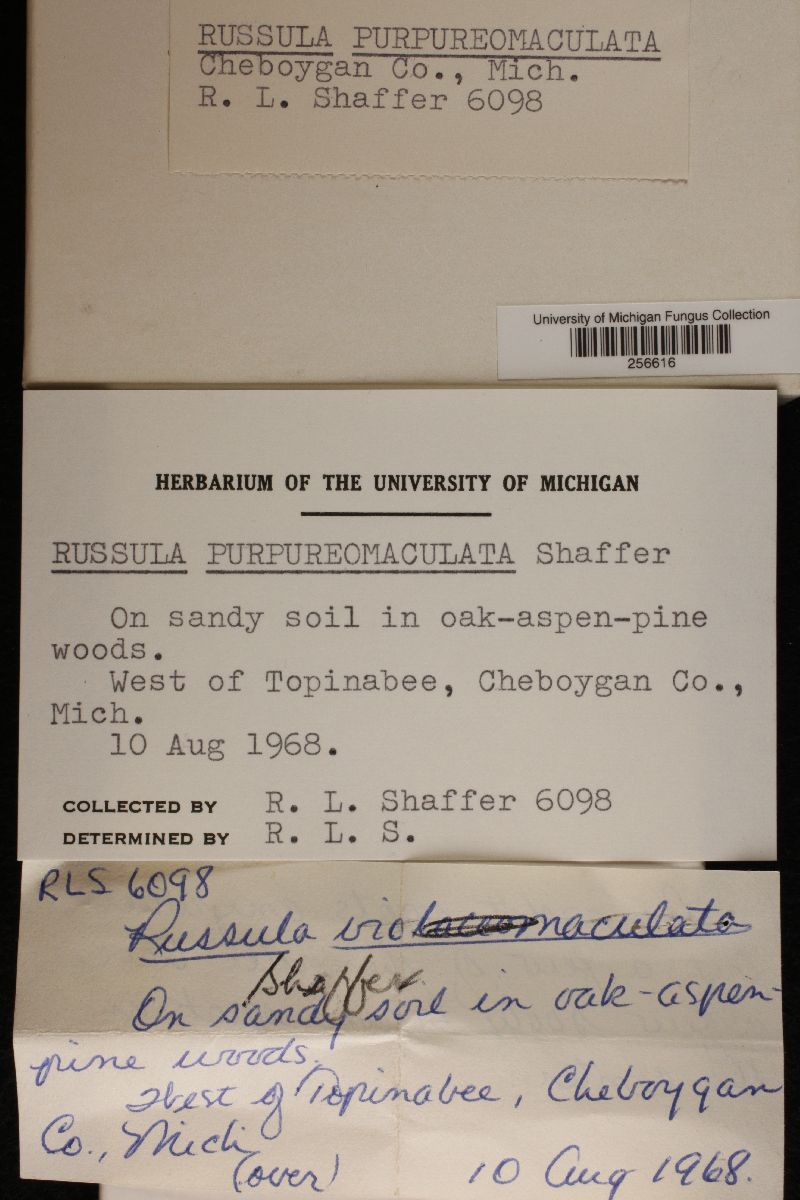 RUSSULA PURPUREOMACULATA
Cheboygan Co., Mich.
R. L. Shaffer 6098
University of Michigan Fungus Collection
256616
HERBARIUM OF THE UNIVERSITY OF MICHIGAN
RUSSULA PURPUREOMACULATA Shaffer
On sandy soil in oak-aspen-pine
woods.
West of Topinabee, Cheboygan Co.,
Mich.
10 Aug 1968.
COLLECTED BY R. L. Shaffer 6098
DETERMINED BY R. L. S.
RLS 6098
Russula maculata
Shaffer
On sandy soil in oak-aspen-
pine woods.
West of Topinabee, Cheboygan
Co., Mich
(over) 10 Aug 1968.